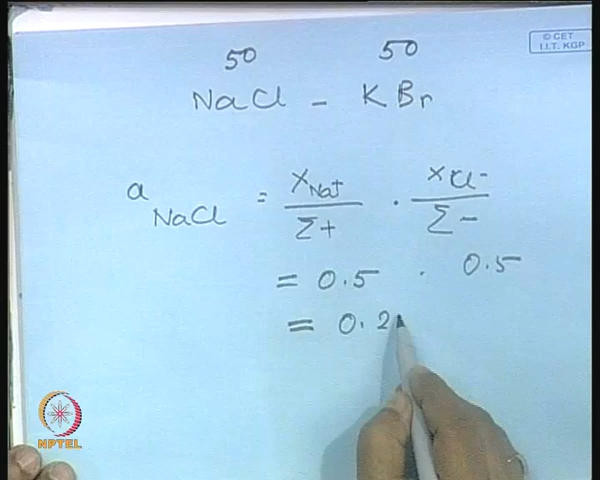 © CET
I.I.T. KGP
50 50
NaCl - KBr
a NaCl = X Na+ / Σ+ · X Cl- / Σ-
= 0.5 · 0.5
= 0.2
NPTEL